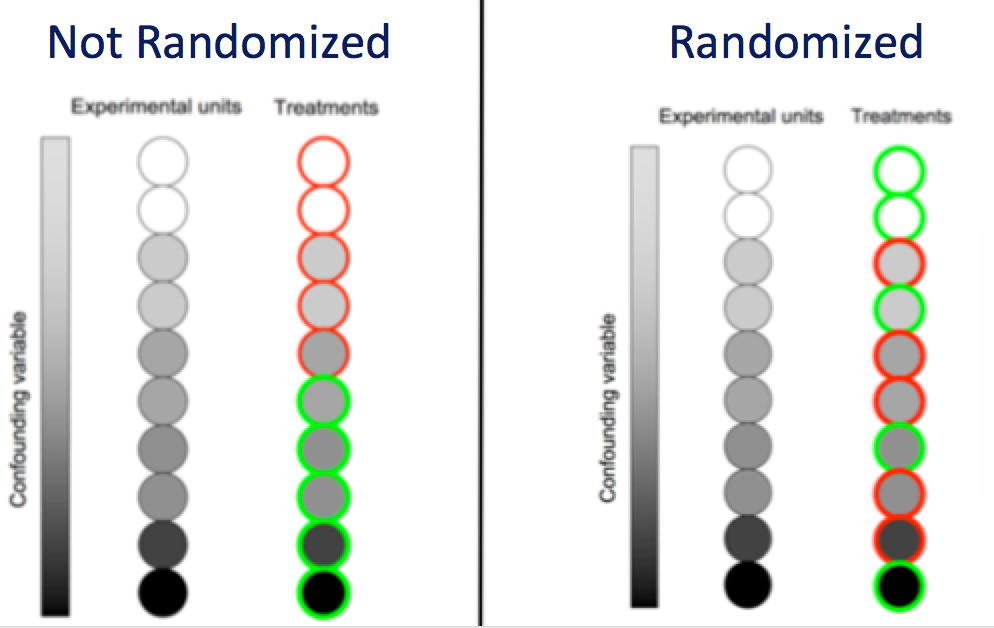 Not Randomized
Experimental units
Treatments
Confounding variable
Randomized
Experimental units
Treatments
Confounding variable